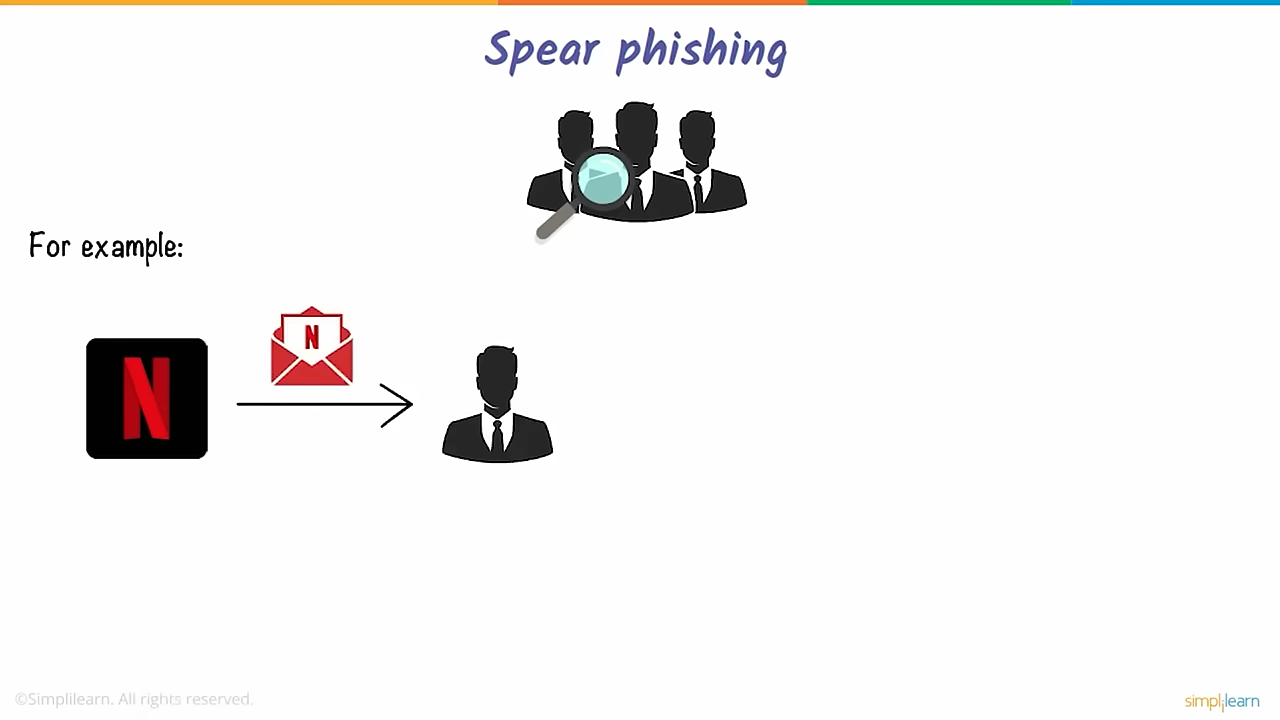 Spear phishing
For example:
N
N
©Simplilearn. All rights reserved.
simplilearn